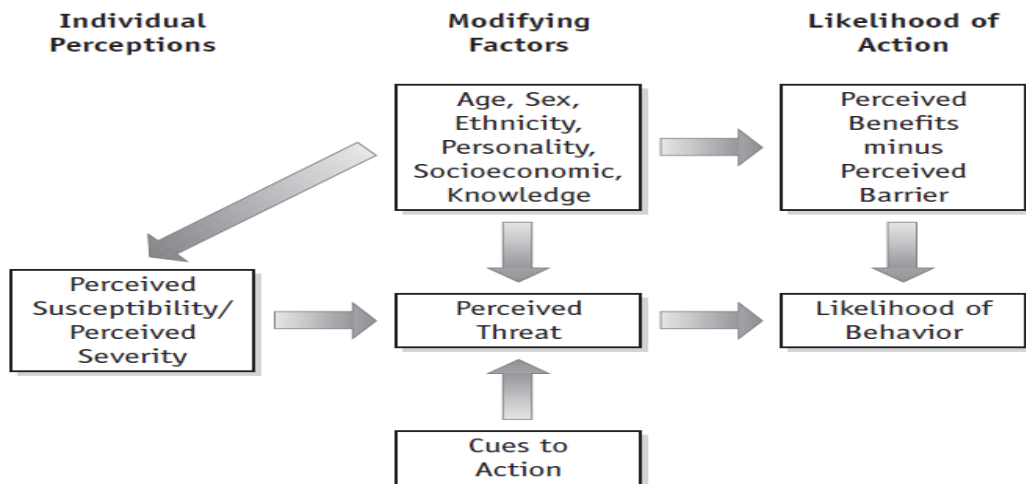 Individual
Perceptions
Modifying
Factors
Likelihood of
Action
Age, Sex,
Ethnicity,
Personality,
Socioeconomic,
Knowledge
Perceived
Benefits
minus
Perceived
Barrier
Perceived
Susceptibility/
Perceived
Severity
Perceived
Threat
Likelihood of
Behavior
Cues to
Action